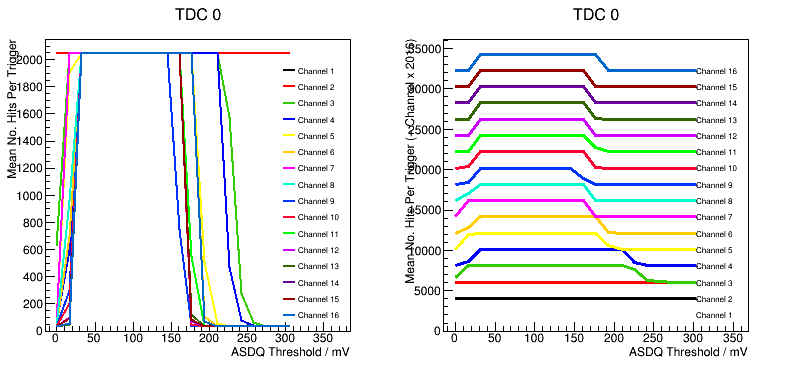 TDC 0
Mean No. Hits Per Trigger
2000
1800
1600
1400
1200
1000
800
600
400
200
0
0 50 100 150 200 250 300 350
ASDQ Threshold / mV
Channel 1
Channel 2
Channel 3
Channel 4
Channel 5
Channel 6
Channel 7
Channel 8
Channel 9
Channel 10
Channel 11
Channel 12
Channel 13
Channel 14
Channel 15
Channel 16
TDC 0
Mean No. Hits Per Trigger (+ Channel x 2016)
35000
30000
25000
20000
15000
10000
5000
0
0 50 100 150 200 250 300 350
ASDQ Threshold / mV
Channel 16
Channel 15
Channel 14
Channel 13
Channel 12
Channel 11
Channel 10
Channel 9
Channel 8
Channel 7
Channel 6
Channel 5
Channel 4
Channel 3
Channel 2
Channel 1